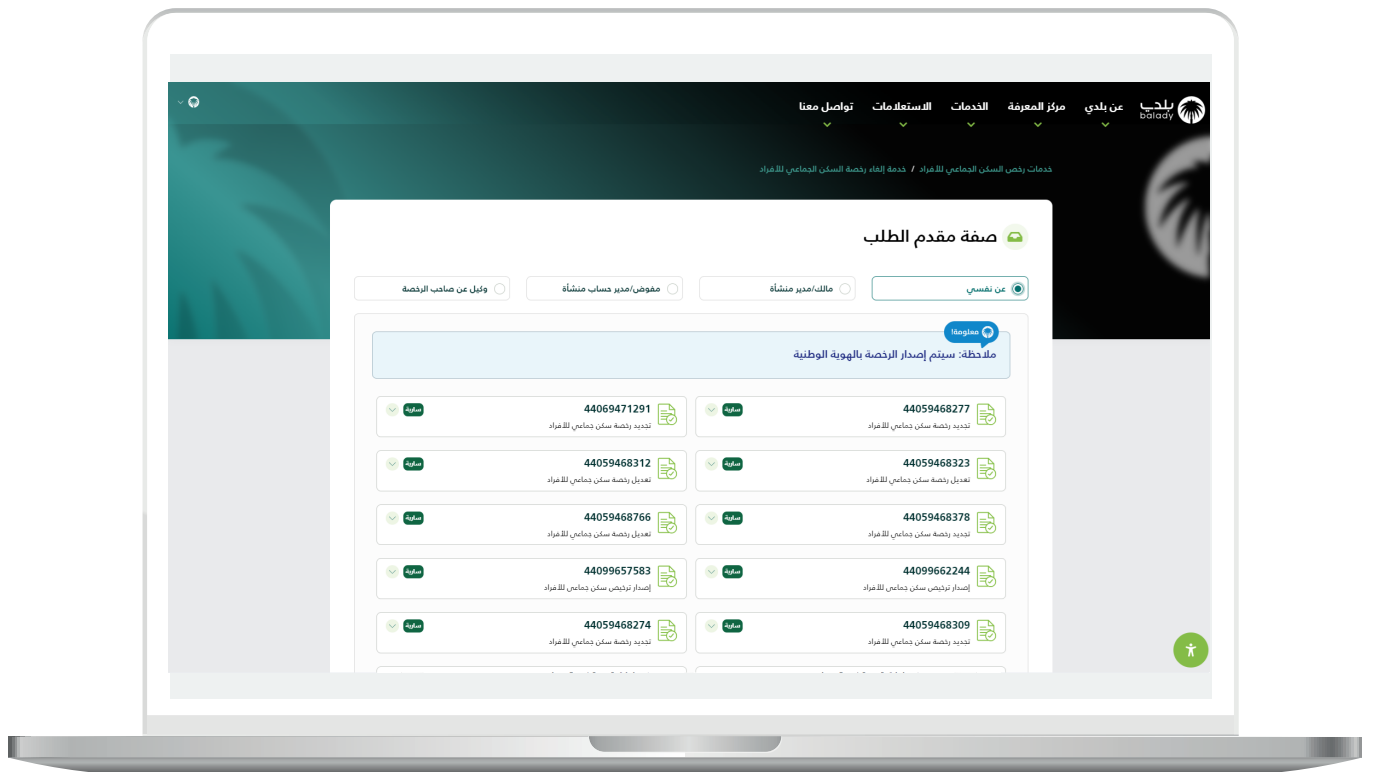 بلدي
balady
عن بلدي
مركز المعرفة
الخدمات
الاستعلامات
تواصل معنا
خدمات رخص السكن الجماعي للأفراد / خدمة إلغاء رخصة السكن الجماعي للأفراد
صفة مقدم الطلب
عن نفسي
مالك/مدير منشأة
مفوض/مدير حساب منشأة
وكيل عن صاحب الرخصة
معلومة!
ملاحظة: سيتم إصدار الرخصة بالهوية الوطنية
44059468277
سارية
تجديد رخصة سكن جماعي للأفراد
44069471291
سارية
تجديد رخصة سكن جماعي للأفراد
44059468323
سارية
تعديل رخصة سكن جماعي للأفراد
44059468312
سارية
تعديل رخصة سكن جماعي للأفراد
44059468378
سارية
تجديد رخصة سكن جماعي للأفراد
44059468766
سارية
تعديل رخصة سكن جماعي للأفراد
44099662244
سارية
إصدار ترخيص سكن جماعي للأفراد
44099657583
سارية
إصدار ترخيص سكن جماعي للأفراد
44059468309
سارية
تجديد رخصة سكن جماعي للأفراد
44059468274
سارية
تجديد رخصة سكن جماعي للأفراد